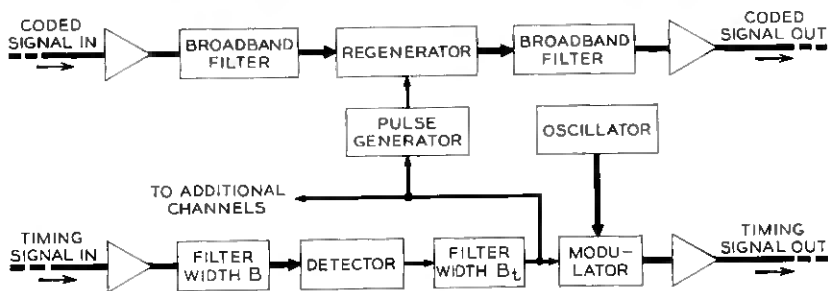 CODED
SIGNAL IN
BROADBAND
FILTER
REGENERATOR
BROADBAND
FILTER
CODED
SIGNAL OUT
PULSE
GENERATOR
OSCILLATOR
TO ADDITIONAL
CHANNELS
TIMING
SIGNAL IN
FILTER
WIDTH B
DETECTOR
FILTER
WIDTH Bt
MODU-
LATOR
TIMING
SIGNAL OUT